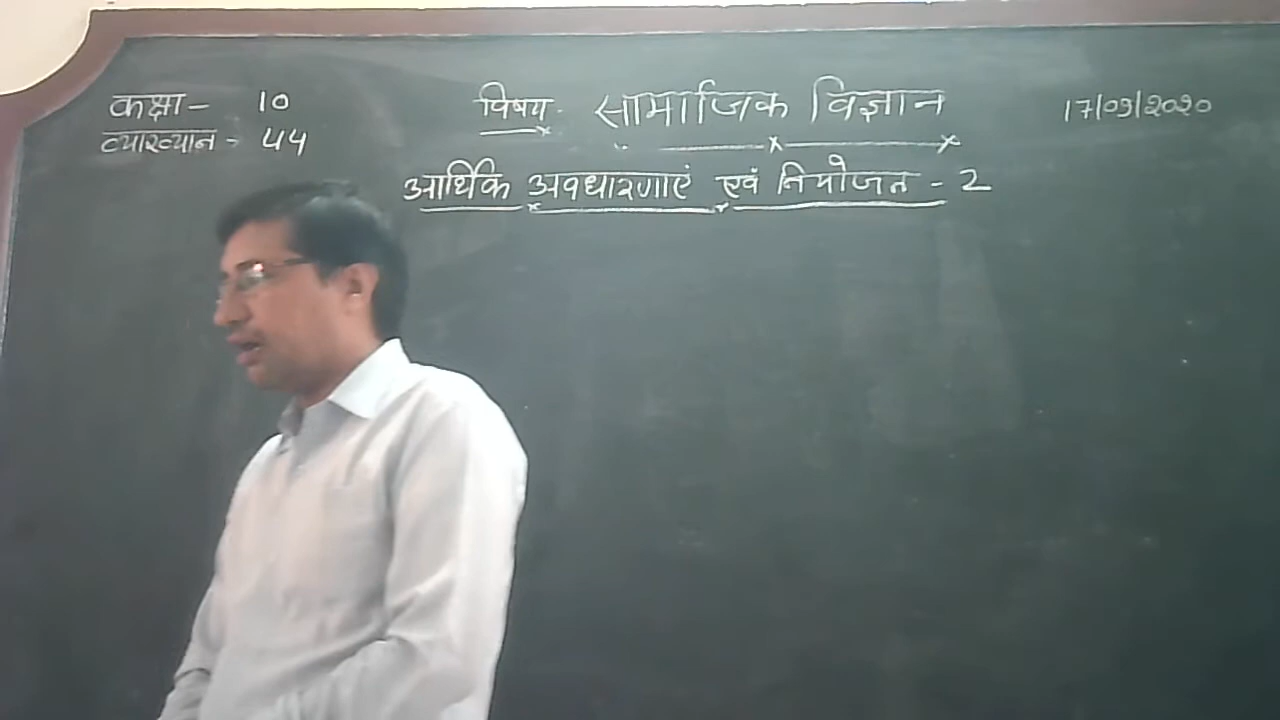 कक्षा - 10 विषय - सामाजिक विज्ञान 17/09/2020
व्याख्यान - 44
आर्थिक अवधारणाएं एवं नियोजन - 2